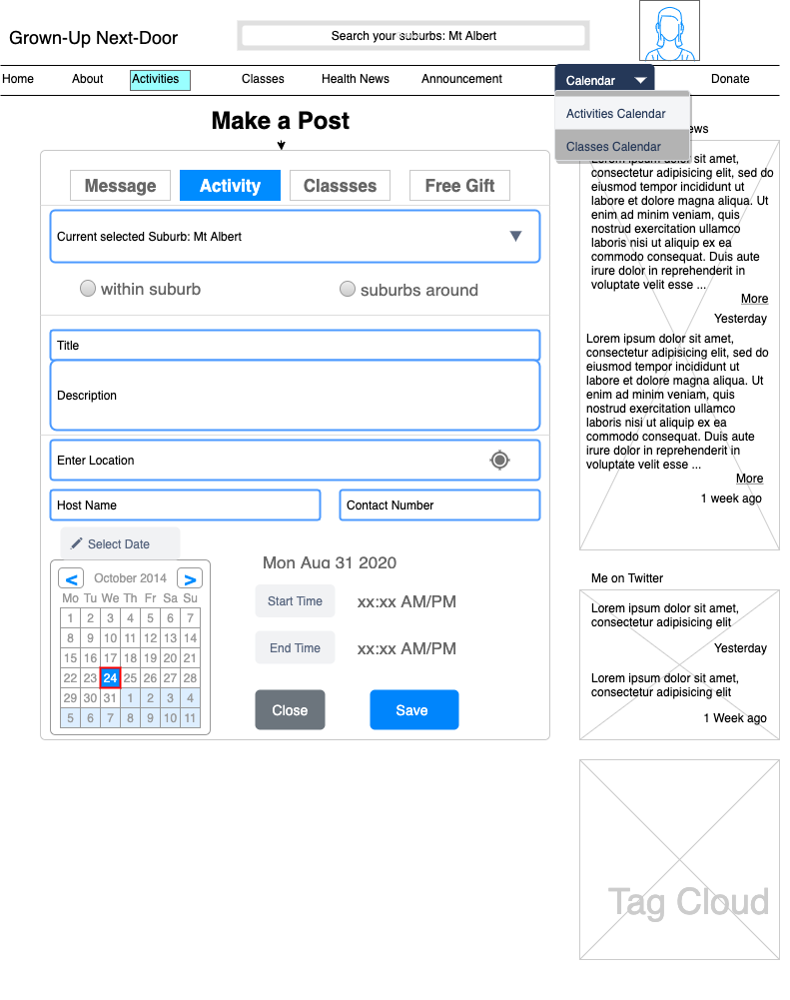 Grown-Up Next-Door
Search your suburbs: Mt Albert
Home About Activities Classes Health News Announcement Calendar Donate
Activities Calendar
Classes Calendar
ews
Make a Post
Message Activity Classses Free Gift
Current selected Suburb: Mt Albert
within suburb suburbs around
Title
Description
Enter Location
Host Name Contact Number
Select Date
< October 2014 >
Mo Tu We Th Fr Sa Su
1 2 3 4 5 6 7
8 9 10 11 12 13 14
15 16 17 18 19 20 21
22 23 24 25 26 27 28
29 30 31 1 2 3 4
5 6 7 8 9 10 11
Mon Aug 31 2020
Start Time xx:xx AM/PM
End Time xx:xx AM/PM
Close Save
Lorem ipsum dolor sit amet,
consectetur adipisicing elit, sed do
eiusmod tempor incididunt ut
labore et dolore magna aliqua. Ut
enim ad minim veniam, quis
nostrud exercitation ullamco
laboris nisi ut aliquip ex ea
commodo consequat. Duis aute
irure dolor in reprehenderit in
voluptate velit esse ...
More
Yesterday
Lorem ipsum dolor sit amet,
consectetur adipisicing elit, sed do
eiusmod tempor incididunt ut
labore et dolore magna aliqua. Ut
enim ad minim veniam, quis
nostrud exercitation ullamco
laboris nisi ut aliquip ex ea
commodo consequat. Duis aute
irure dolor in reprehenderit in
voluptate velit esse ...
More
1 week ago
Me on Twitter
Lorem ipsum dolor sit amet,
consectetur adipisicing elit
Yesterday
Lorem ipsum dolor sit amet,
consectetur adipisicing elit
1 Week ago
Tag Cloud